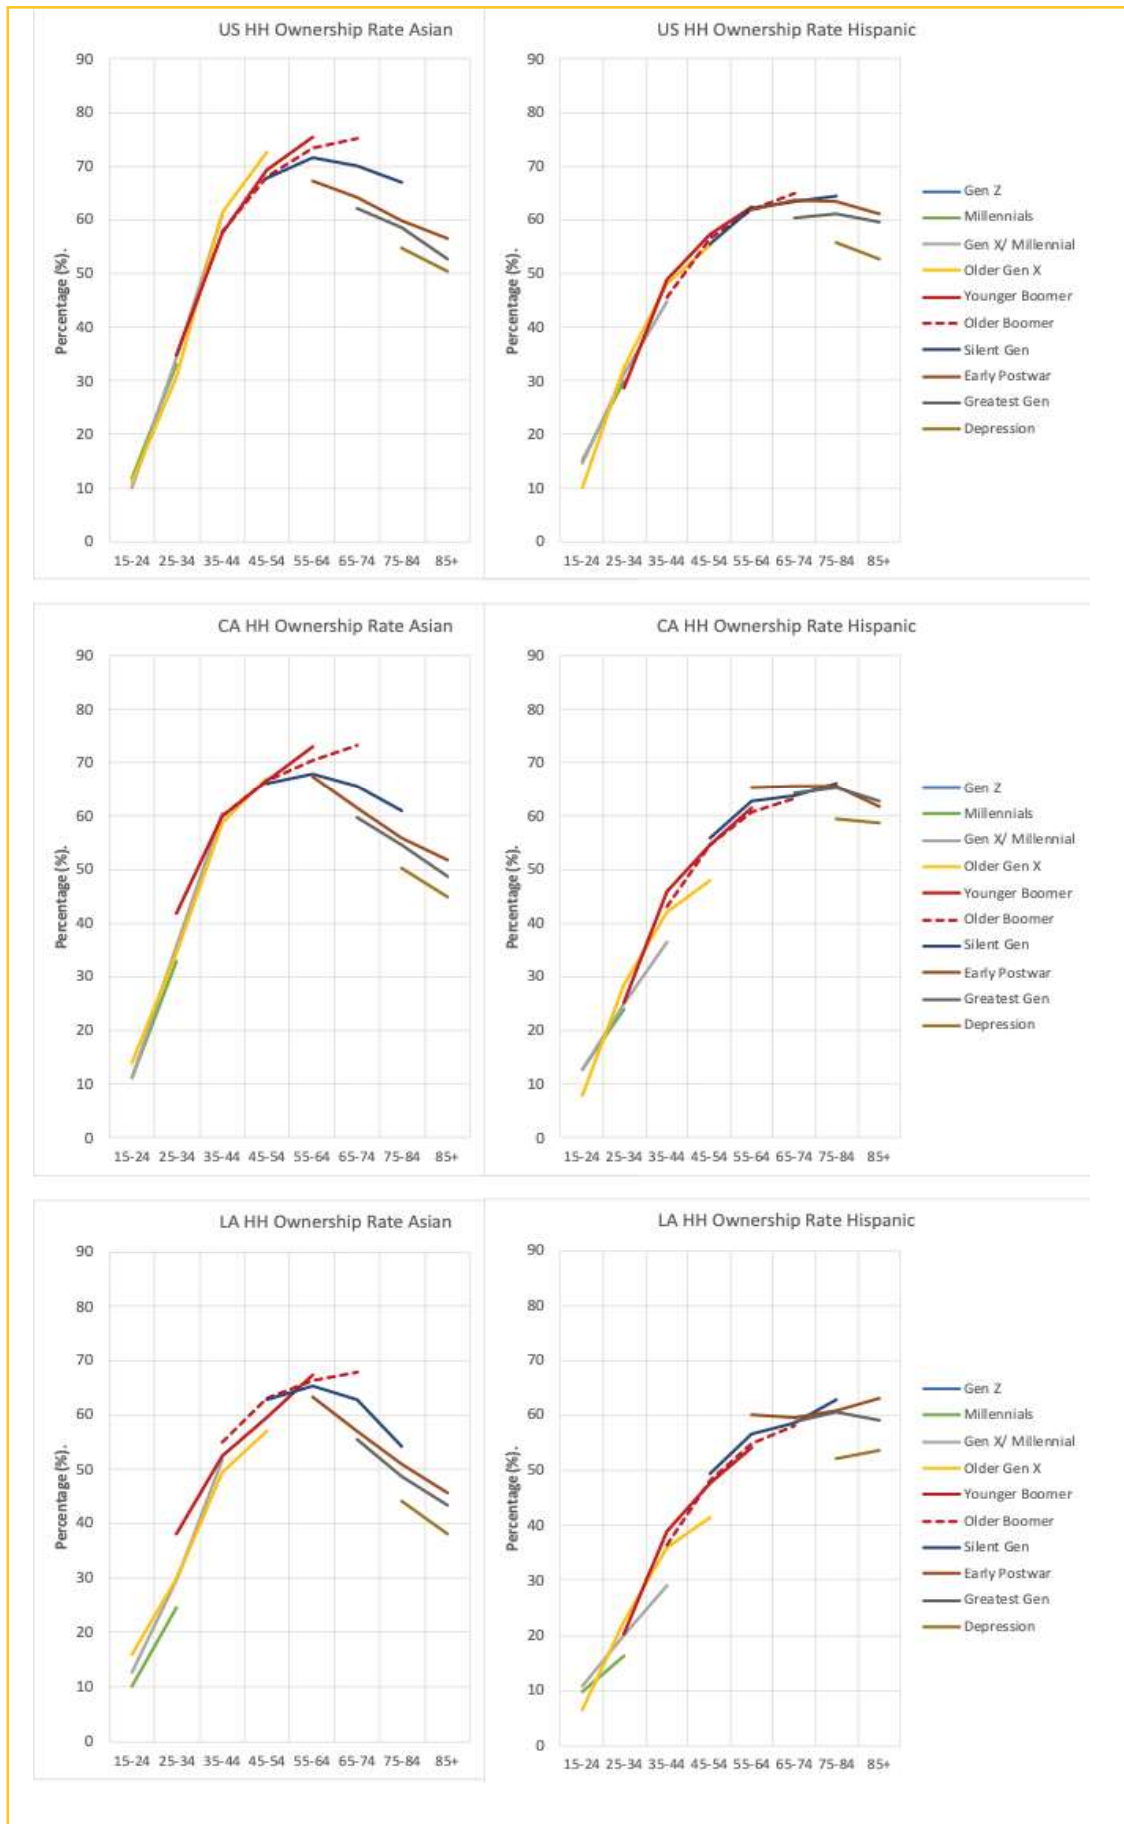 US HH Ownership Rate Asian
90
80
70
60
50
40
30
20
10
0
Percentage (%).
15-24 25-34 35-44 45-54 55-64 65-74 75-84 85+
US HH Ownership Rate Hispanic
90
80
70
60
50
40
30
20
10
0
Percentage (%).
15-24 25-34 35-44 45-54 55-64 65-74 75-84 85+
Gen Z
Millennials
Gen X/ Millennial
Older Gen X
Younger Boomer
Older Boomer
Silent Gen
Early Postwar
Greatest Gen
Depression
CA HH Ownership Rate Asian
90
80
70
60
50
40
30
20
10
0
Percentage (%).
15-24 25-34 35-44 45-54 55-64 65-74 75-84 85+
CA HH Ownership Rate Hispanic
90
80
70
60
50
40
30
20
10
0
Percentage (%).
15-24 25-34 35-44 45-54 55-64 65-74 75-84 85+
Gen Z
Millennials
Gen X/ Millennial
Older Gen X
Younger Boomer
Older Boomer
Silent Gen
Early Postwar
Greatest Gen
Depression
LA HH Ownership Rate Asian
90
80
70
60
50
40
30
20
10
0
Percentage (%).
15-24 25-34 35-44 45-54 55-64 65-74 75-84 85+
LA HH Ownership Rate Hispanic
90
80
70
60
50
40
30
20
10
0
Percentage (%).
15-24 25-34 35-44 45-54 55-64 65-74 75-84 85+
Gen Z
Millennials
Gen X/ Millennial
Older Gen X
Younger Boomer
Older Boomer
Silent Gen
Early Postwar
Greatest Gen
Depression